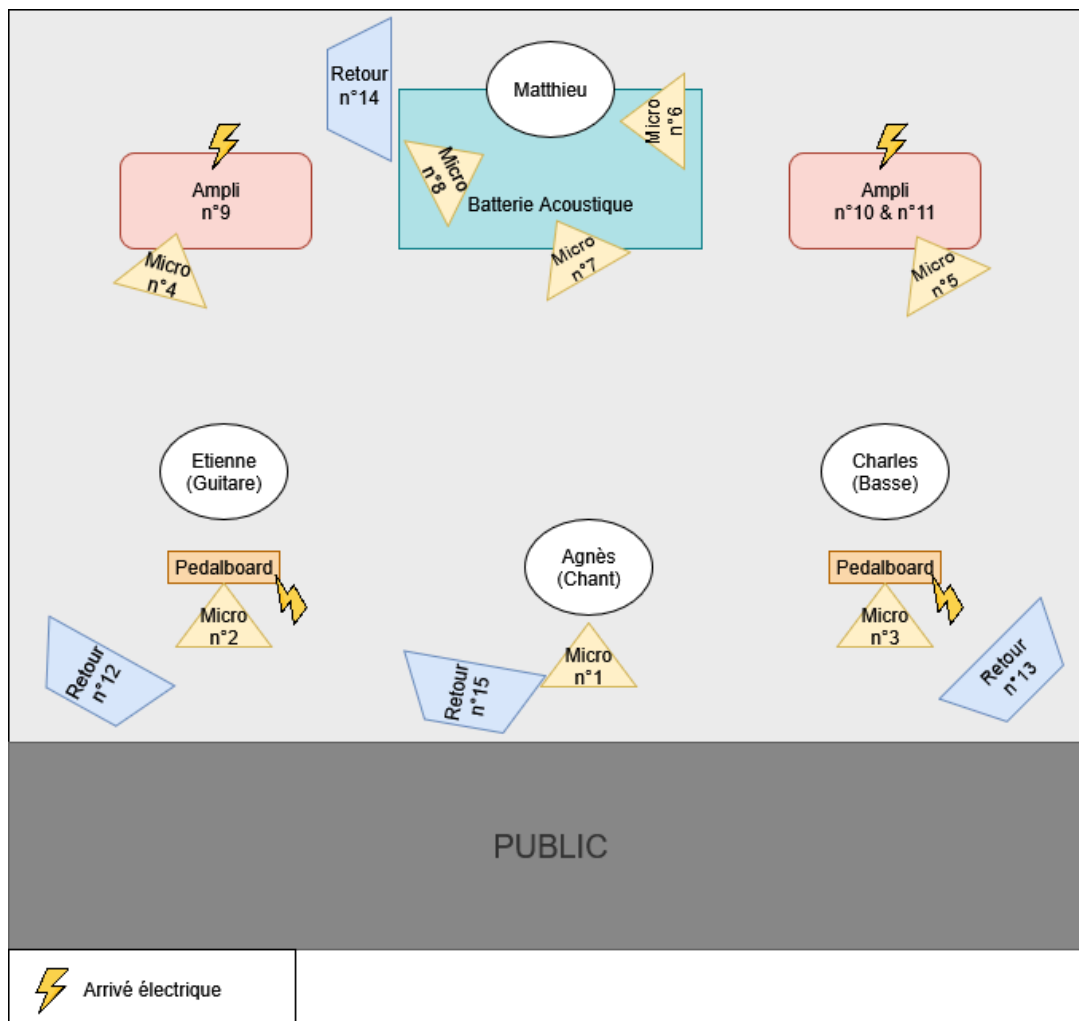 Retour
n°14
Matthieu
Micro
n°6
Ampli
n°9
Micro
n°8
Batterie Acoustique
Ampli
n°10 & n°11
Micro
n°4
Micro
n°7
Micro
n°5
Etienne
(Guitare)
Charles
(Basse)
Agnès
(Chant)
Pedalboard
Pedalboard
Micro
n°2
Micro
n°3
Retour
n°12
Retour
n°15
Micro
n°1
Retour
n°13
PUBLIC
Arrivé électrique